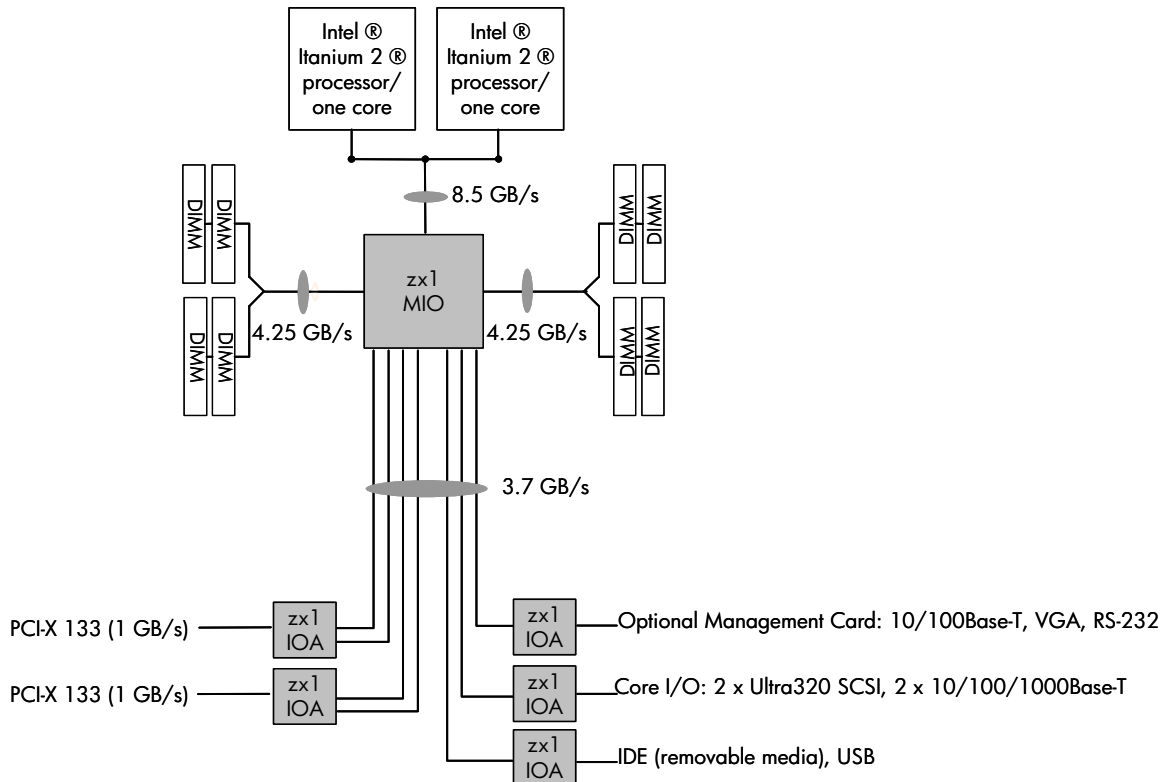 Intel ®
Itanium 2 ®
processor/
one core
Intel ®
Itanium 2 ®
processor/
one core
8.5 GB/s
DIMM
DIMM
DIMM
DIMM
zx1
MIO
4.25 GB/s
4.25 GB/s
DIMM
DIMM
DIMM
DIMM
3.7 GB/s
PCI-X 133 (1 GB/s)
zx1
IOA
zx1
IOA
Optional Management Card: 10/100Base-T, VGA, RS-232
PCI-X 133 (1 GB/s)
zx1
IOA
zx1
IOA
Core I/O: 2 x Ultra320 SCSI, 2 x 10/100/1000Base-T
zx1
IOA
IDE (removable media), USB